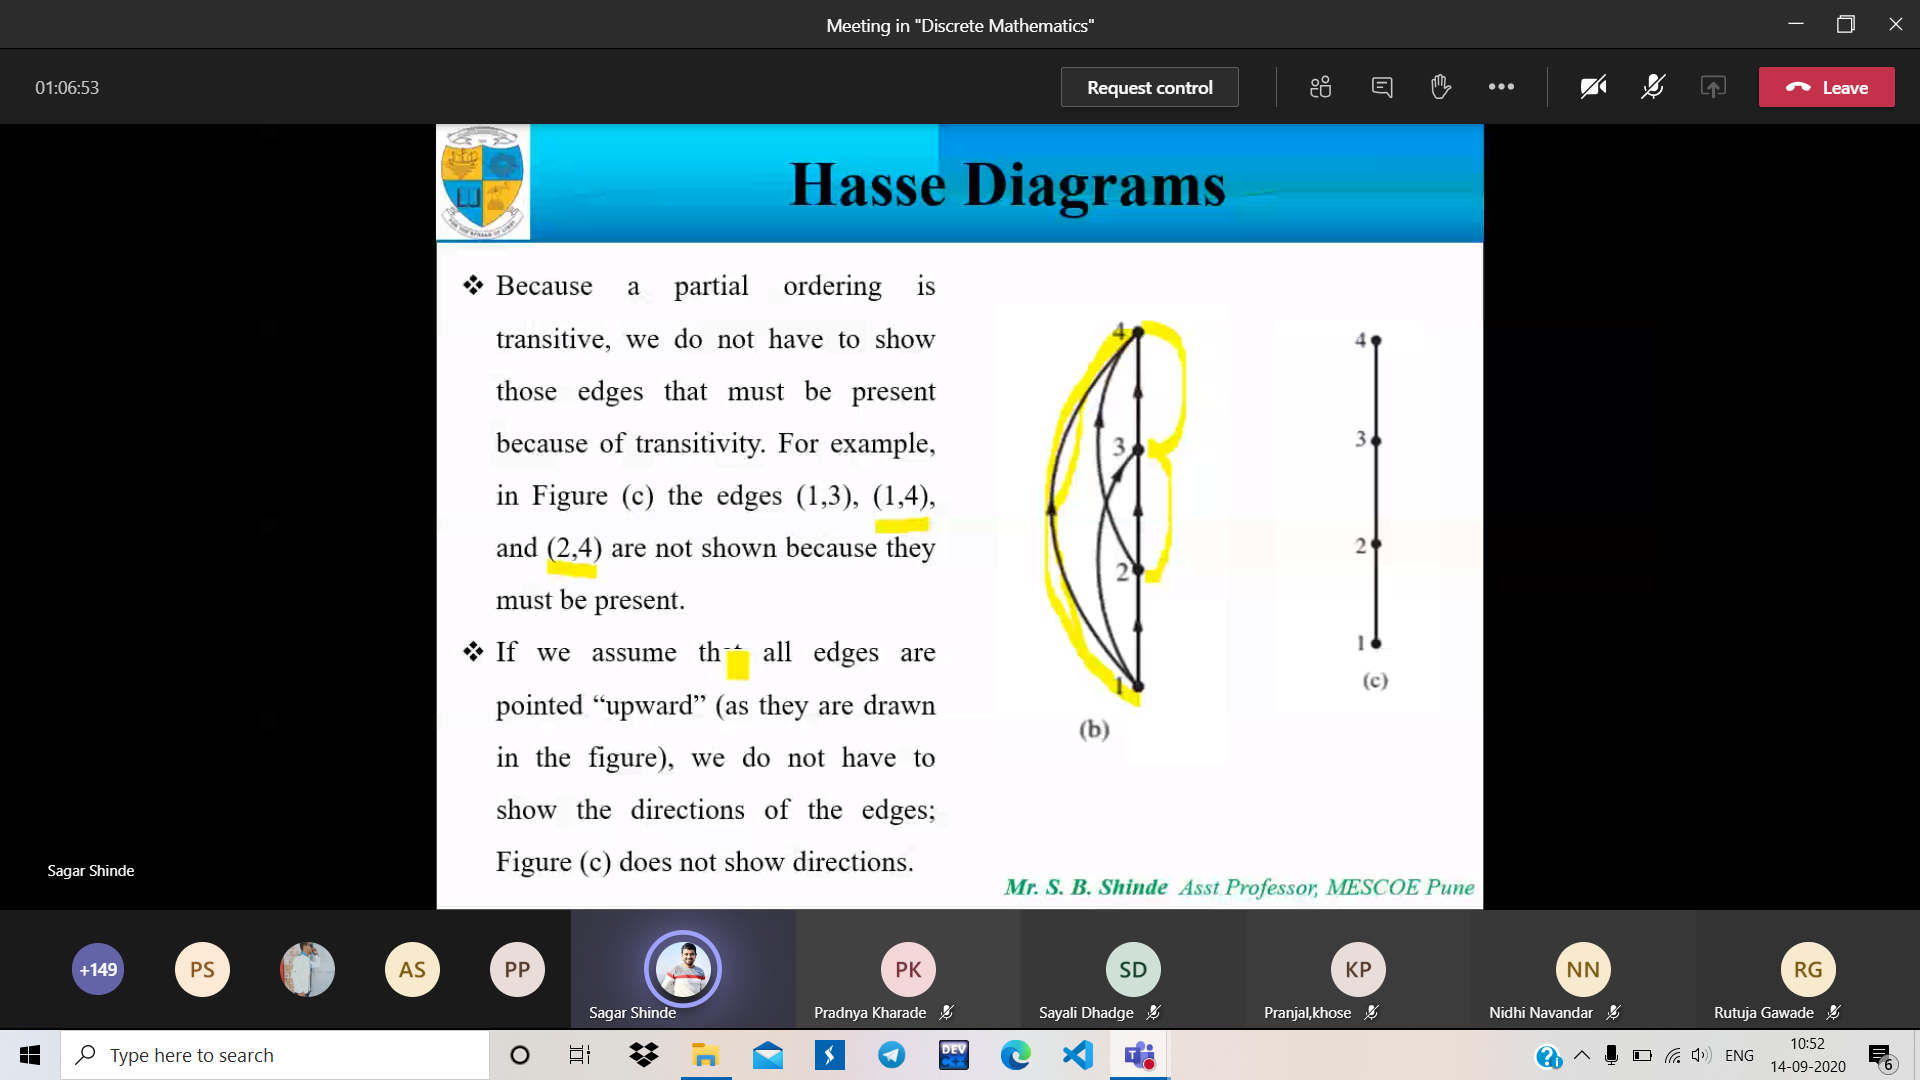 Meeting in "Discrete Mathematics"
01:06:53
Request control
Leave
Hasse Diagrams
❖ Because a partial ordering is
transitive, we do not have to show
those edges that must be present
because of transitivity. For example,
in Figure (c) the edges (1,3), (1,4),
and (2,4) are not shown because they
must be present.
❖ If we assume that all edges are
pointed “upward” (as they are drawn
in the figure), we do not have to
show the directions of the edges;
Figure (c) does not show directions.
4
3
2
1
(b)
4
3
2
1
(c)
Mr. S. B. Shinde Asst Professor, MESCOE Pune
Sagar Shinde
+149
PS
AS
PP
Sagar Shinde
PK
Pradnya Kharade
SD
Sayali Dhadge
KP
Pranjal,khose
NN
Nidhi Navandar
RG
Rutuja Gawade
Type here to search
DEV
C++
T
ENG
10:52
14-09-2020
6